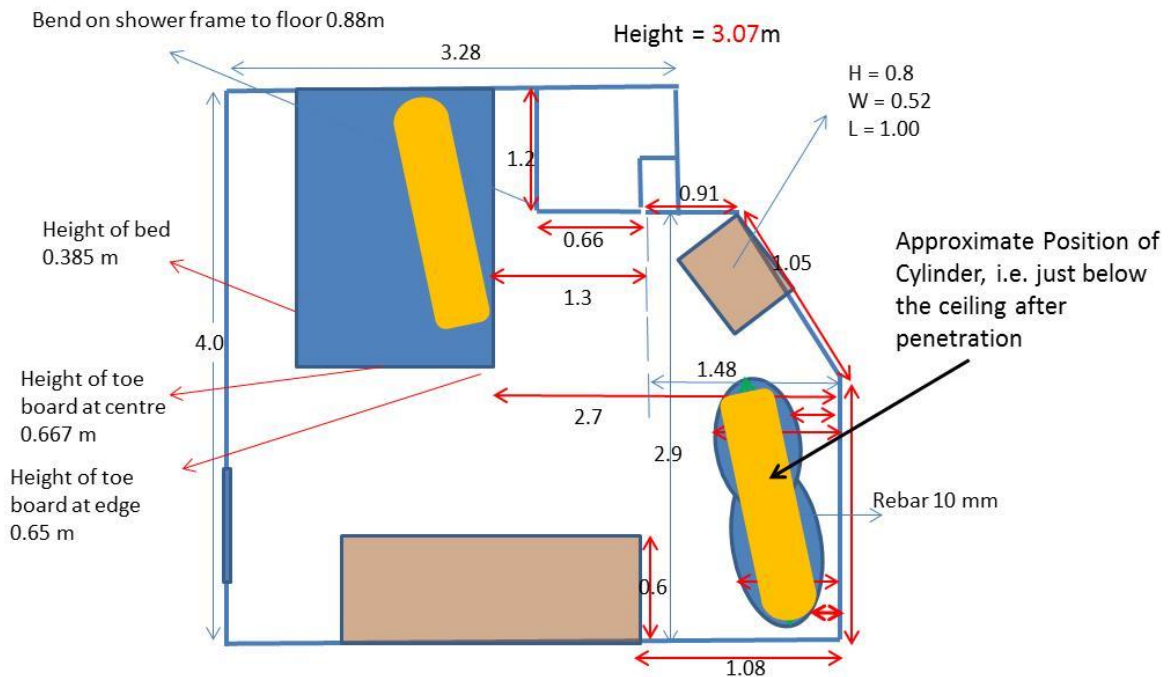 Bend on shower frame to floor 0.88m
Height = 3.07m
3.28
H = 0.8
W = 0.52
L = 1.00
1.2
0.91
Height of bed
0.385 m
0.66
1.05
Approximate Position of
Cylinder, i.e. just below
the ceiling after
penetration
1.3
4.0
Height of toe
board at centre
0.667 m
1.48
2.7
2.9
Height of toe
board at edge
0.65 m
Rebar 10 mm
0.6
1.08